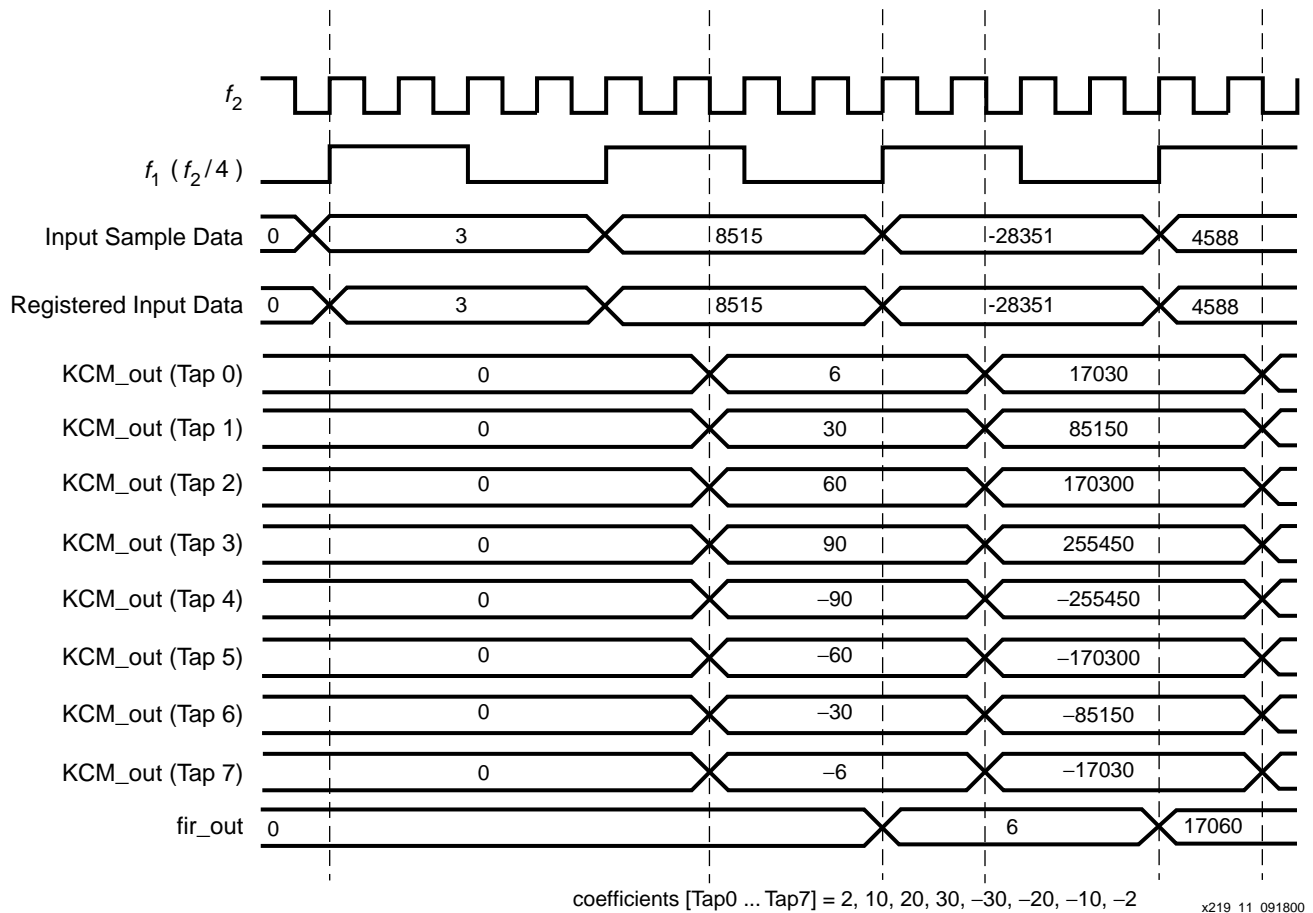 f2
f1 ( f2/4 )
Input Sample Data 0 3 8515 -28351 4588
Registered Input Data 0 3 8515 -28351 4588
KCM_out (Tap 0) 0 6 17030
KCM_out (Tap 1) 0 30 85150
KCM_out (Tap 2) 0 60 170300
KCM_out (Tap 3) 0 90 255450
KCM_out (Tap 4) 0 −90 −255450
KCM_out (Tap 5) 0 −60 −170300
KCM_out (Tap 6) 0 −30 −85150
KCM_out (Tap 7) 0 −6 −17030
fir_out 0 6 17060
coefficients [Tap0 ... Tap7] = 2, 10, 20, 30, −30, −20, −10, −2
x219_11_091800